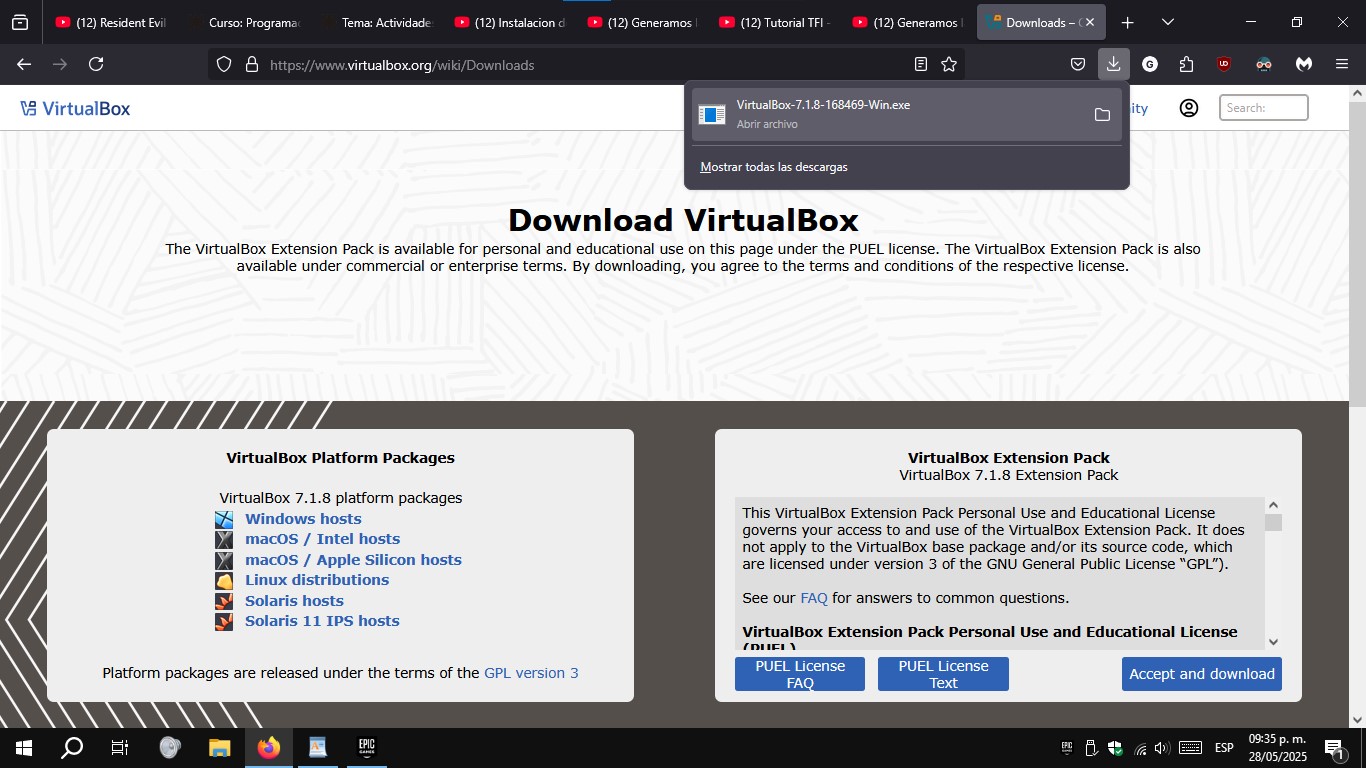 (12) Resident Evil
Curso: Programac
Tema: Actividade
(12) Instalacion d
(12) Generamos
(12) Tutorial TFI -
(12) Generamos
Downloads –
https://www.virtualbox.org/wiki/Downloads
VirtualBox
VirtualBox-7.1.8-168469-Win.exe
Abrir archivo
Mostrar todas las descargas
ity
Search:
Download VirtualBox
The VirtualBox Extension Pack is available for personal and educational use on this page under the PUEL license. The VirtualBox Extension Pack is also
available under commercial or enterprise terms. By downloading, you agree to the terms and conditions of the respective license.
VirtualBox Platform Packages
VirtualBox 7.1.8 platform packages
Windows hosts
macOS / Intel hosts
macOS / Apple Silicon hosts
Linux distributions
Solaris hosts
Solaris 11 IPS hosts
Platform packages are released under the terms of the GPL version 3
VirtualBox Extension Pack
VirtualBox 7.1.8 Extension Pack
This VirtualBox Extension Pack Personal Use and Educational License
governs your access to and use of the VirtualBox Extension Pack. It does
not apply to the VirtualBox base package and/or its source code, which
are licensed under version 3 of the GNU General Public License “GPL”).
See our FAQ for answers to common questions.
VirtualBox Extension Pack Personal Use and Educational License
(PUEL)
PUEL License
FAQ
PUEL License
Text
Accept and download
EPIC
GAMES
ESP
09:35 p. m.
28/05/2025
1